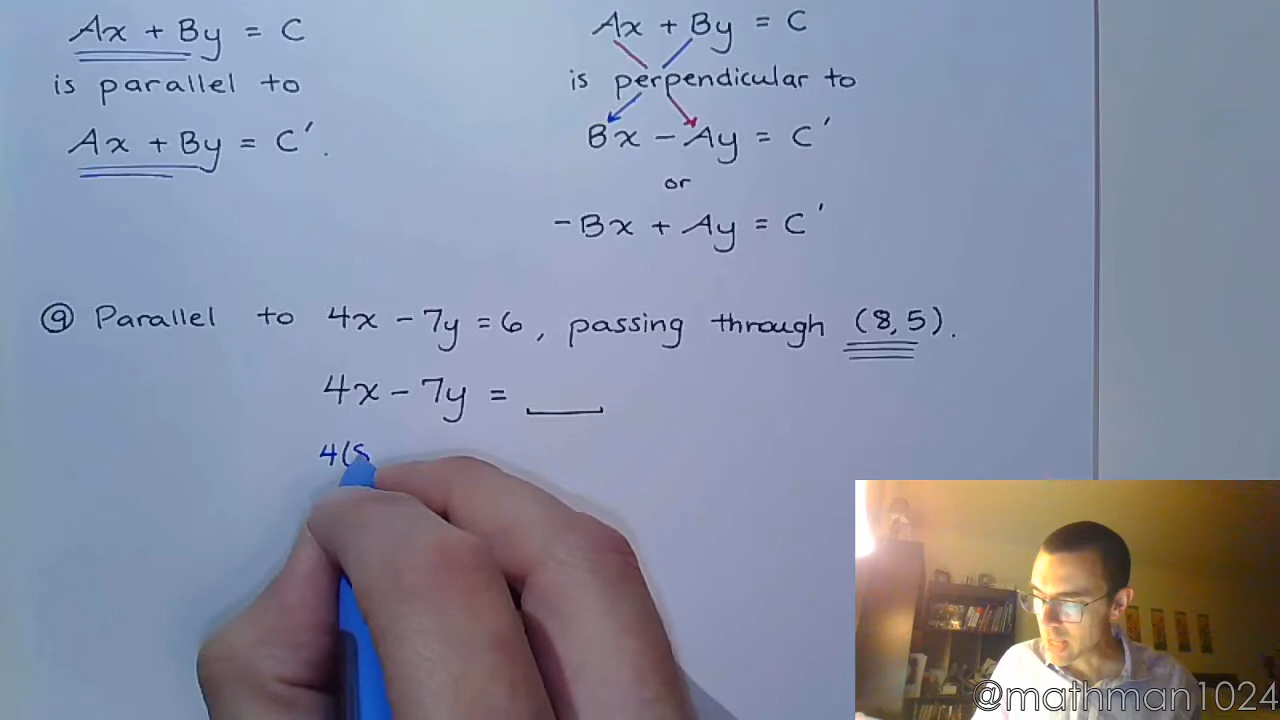 Ax + By = C
is parallel to
Ax + By = C'.
Ax + By = C
is perpendicular to
Bx - Ay = C'
or
-Bx + Ay = C'
⑨ Parallel to 4x - 7y = 6, passing through (8,5).
4x - 7y = ___
4(8
@mathman1024